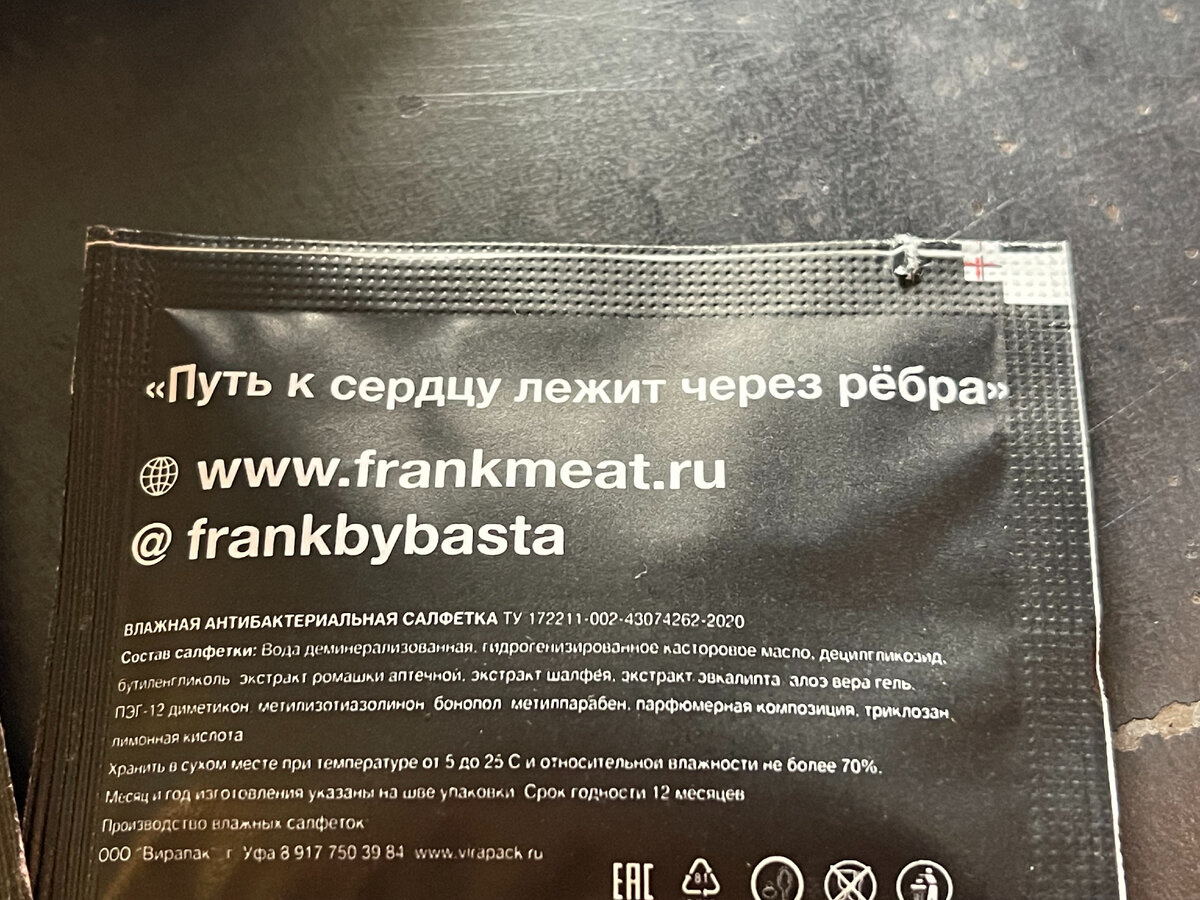 «Путь к сердцу лежит через рёбра»
www.frankmeat.ru
@ frankbybasta
ВЛАЖНАЯ АНТИБАКТЕРИАЛЬНАЯ САЛФЕТКА ТУ 172211-002-43074262-2020
Состав салфетки: Вода деминерализованная, гидрогенизированное касторовое масло, децилгликозид,
бутиленгликоль экстракт ромашки аптечной, экстракт шалфея, экстракт эвкалипта алоэ вера гель,
ПЭГ-12 диметикон метилизотиазолинон бонопол метилпарабен, парфюмерная композиция, триклозан,
лимонная кислота
Хранить в сухом месте при температуре от 5 до 25 С и относительной влажности не более 70%.
Месяц и год изготовления указаны на шве упаковки Срок годности 12 месяцев
Производство влажных салфеток
ООО "Вирапак" г Уфа 8 917 750 39 84 www.virapack.ru
EAC 81